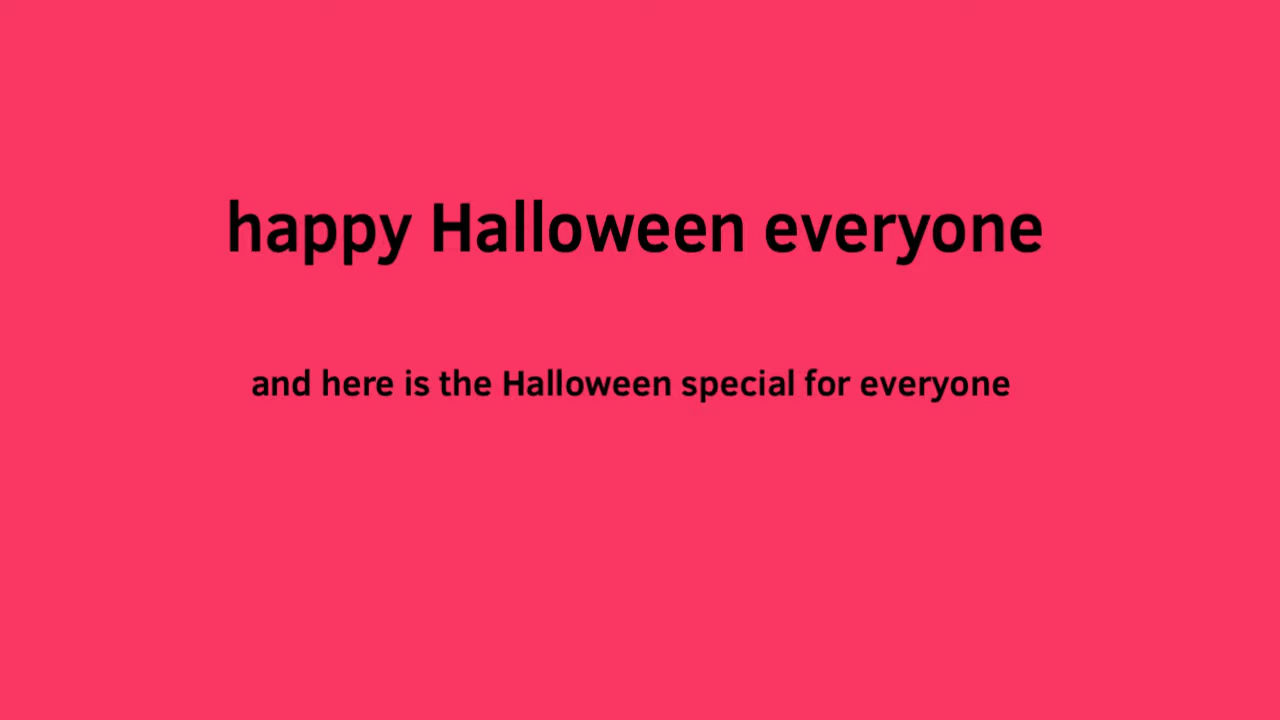 happy Halloween everyone
and here is the Halloween special for everyone